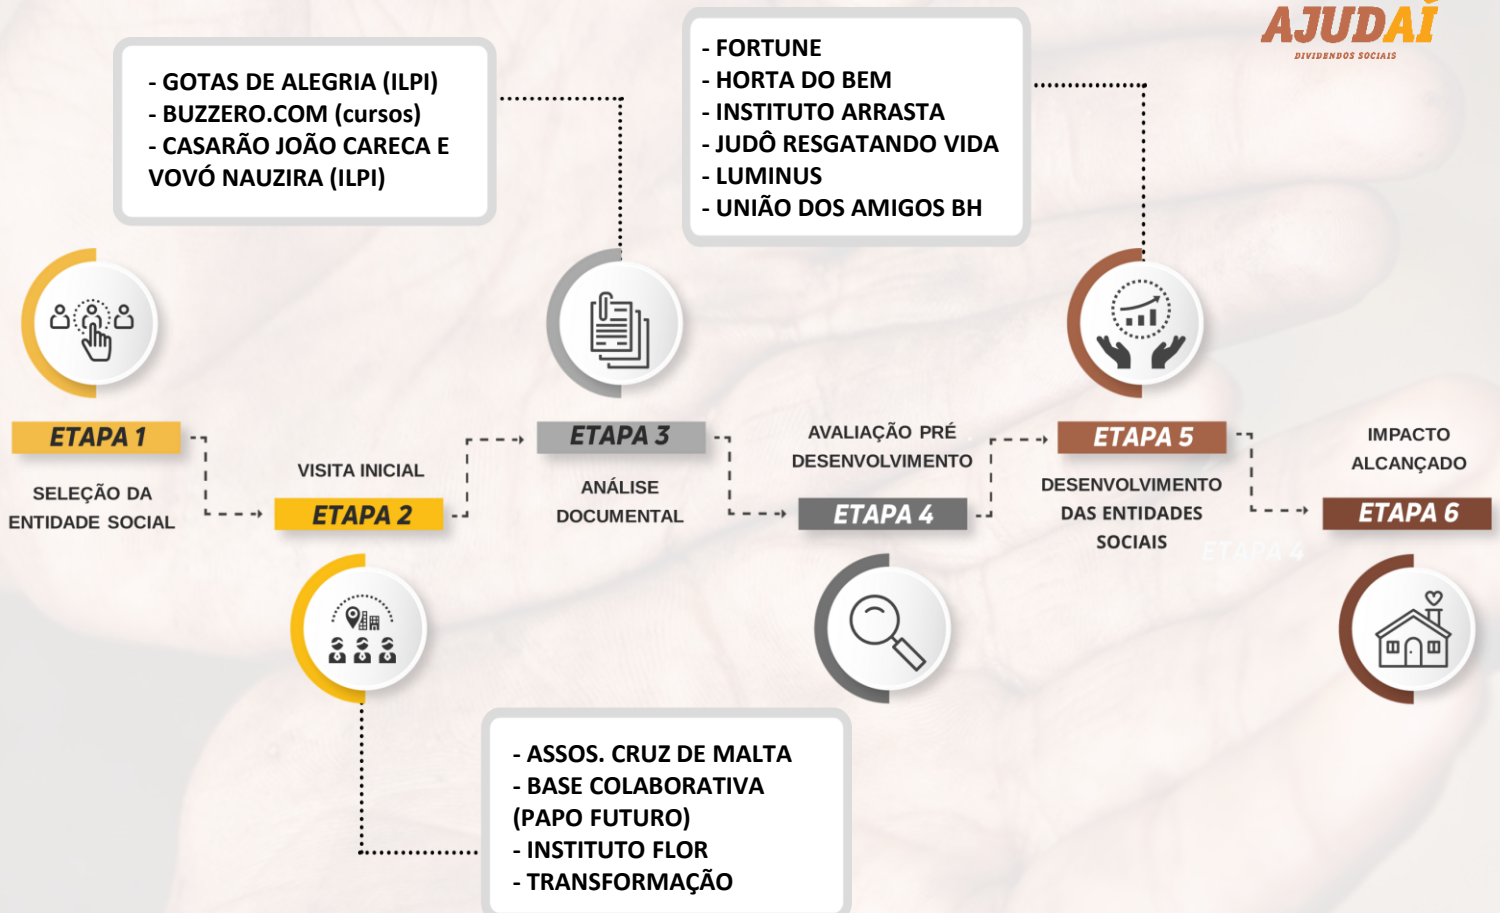 AJUDAÍ
DIVIDENDOS SOCIAIS
- GOTAS DE ALEGRIA (ILPI)
- BUZZERO.COM (cursos)
- CASARÃO JOÃO CARECA E
VOVÓ NAUZIRA (ILPI)
- FORTUNE
- HORTA DO BEM
- INSTITUTO ARRASTA
- JUDÔ RESGATANDO VIDA
- LUMINUS
- UNIÃO DOS AMIGOS BH
ETAPA 1
SELEÇÃO DA
ENTIDADE SOCIAL
VISITA INICIAL
ETAPA 2
ETAPA 3
ANÁLISE
DOCUMENTAL
AVALIAÇÃO PRÉ
DESENVOLVIMENTO
ETAPA 4
ETAPA 5
DESENVOLVIMENTO
DAS ENTIDADES
SOCIAIS
ETAPA 4
IMPACTO
ALCANÇADO
ETAPA 6
- ASSOS. CRUZ DE MALTA
- BASE COLABORATIVA
(PAPO FUTURO)
- INSTITUTO FLOR
- TRANSFORMAÇÃO